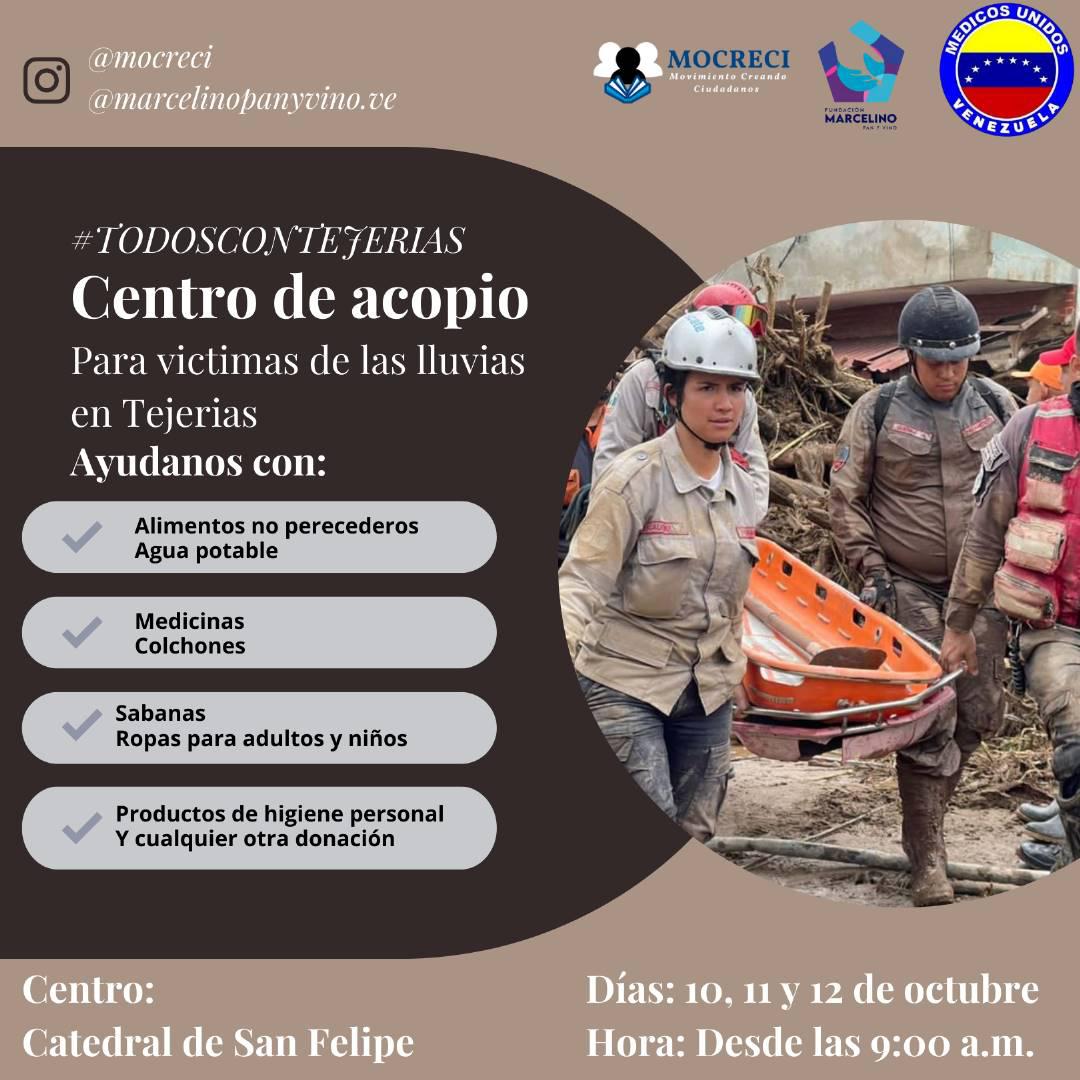 @mocreci
@marcelinopanyvino.ve
MOCRECI
Movimiento Creando
Ciudadanos
FUNDACIÓN
MARCELINO
PAN Y VINO
MEDICOS UNIDOS
VENEZUELA
#TODOSCONTEJERIAS
Centro de acopio
Para victimas de las lluvias
en Tejerias
Ayudanos con:
Alimentos no perecederos
Agua potable
Medicinas
Colchones
Sabanas
Ropas para adultos y niños
Productos de higiene personal
Y cualquier otra donación
Centro:
Catedral de San Felipe
Días: 10, 11 y 12 de octubre
Hora: Desde las 9:00 a.m.